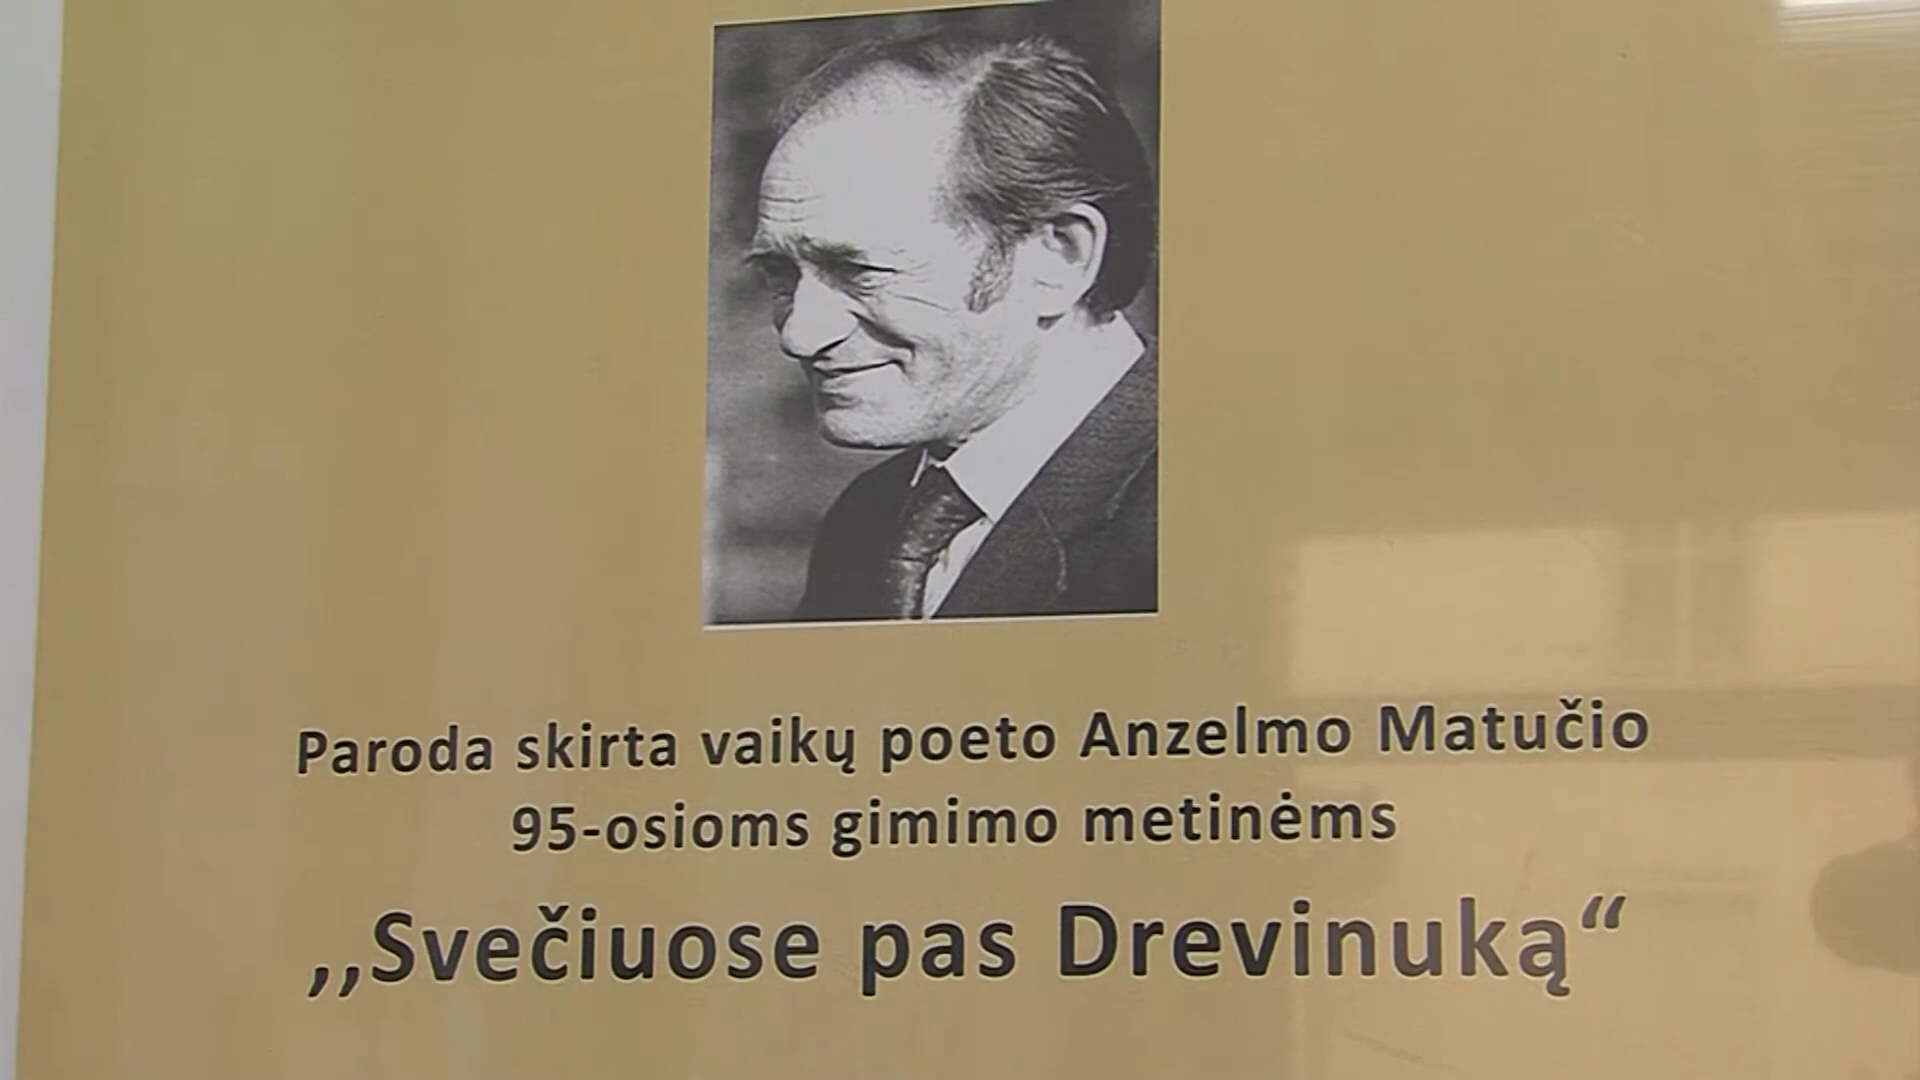 Paroda skirta vaikų poeto Anzelmo Matučio
95-osioms gimimo metinėms
,,Svečiuose pas Drevinuką“